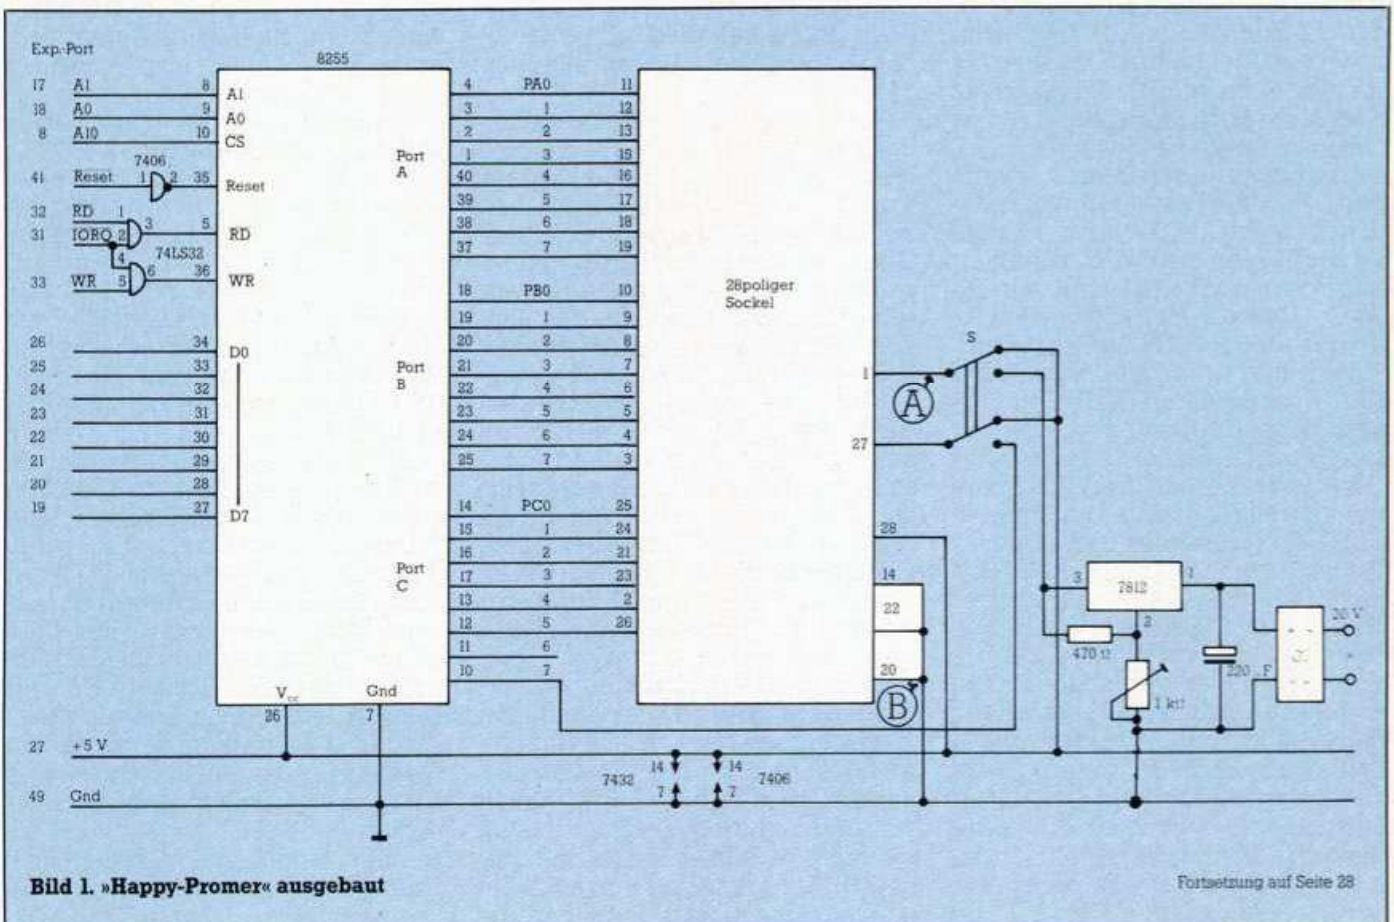 Exp.-Port
8255
17 A1 8 A1
18 A0 9 A0
8 A10 10 CS
7406
41 Reset 1 2 35 Reset
32 RD 1
3 5 RD
31 IORQ 2
74LS32
4
6 36 WR
33 WR 5
26 34 D0
25 33
24 32
23 31
22 30
21 29
20 28
19 27 D7
Port
A
4 PA0 11
3 1 12
2 2 13
1 3 15
40 4 16
39 5 17
38 6 18
37 7 19
Port
B
18 PB0 10
19 1 9
20 2 8
21 3 7
22 4 6
23 5 5
24 6 4
25 7 3
Port
C
14 PC0 25
15 1 24
16 2 21
17 3 23
13 4 2
12 5 26
11 6
10 7
28poliger
Sockel
S
1
A
27
28
14
22
20
B
3 7812 1
2
470 Ω
1 kΩ
220 F
26 V
Vcc Gnd
26 7
27 +5 V
7432 14 14 7406
7 7
49 Gnd
Bild 1. »Happy-Promer« ausgebaut
Fortsetzung auf Seite 28